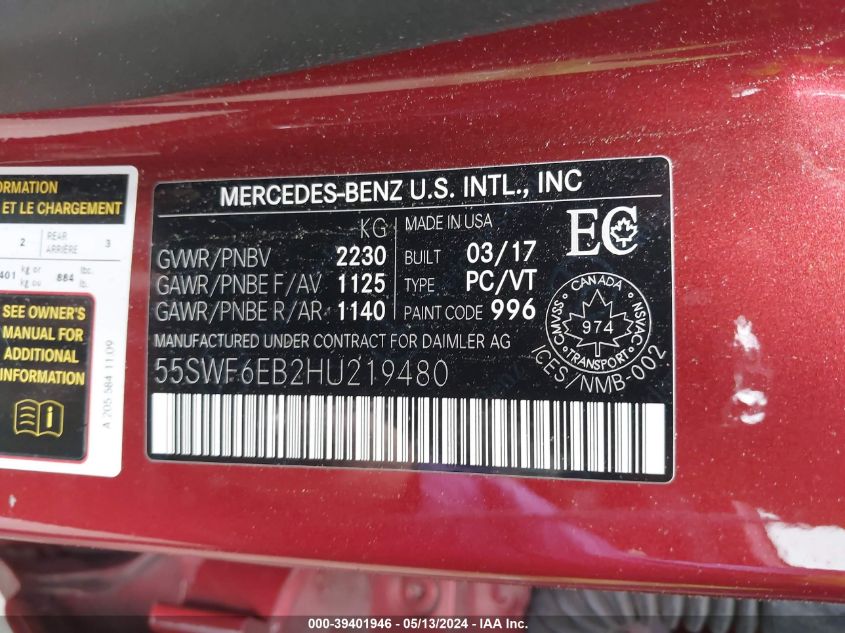 ORMATION
ET LE CHARGEMENT
2 REAR ARRIÈRE 3
401 kg or kg ou 884 lbs. lb.
SEE OWNER'S
MANUAL FOR
ADDITIONAL
INFORMATION
A 205 584 11 09
MERCEDES-BENZ U.S. INTL., INC
KG
GVWR/PNBV 2230
GAWR/PNBE F/AV 1125
GAWR/PNBE R/AR 1140
MADE IN USA
BUILT 03/17
TYPE PC/VT
PAINT CODE 996
EC
CANADA
CMVSS 974 NSVAC
TRANSPORT
ICES/NMB-002
MANUFACTURED UNDER CONTRACT FOR DAIMLER AG
55SWF6EB2HU219480
000-39401946 - 05/13/2024 - IAA Inc.